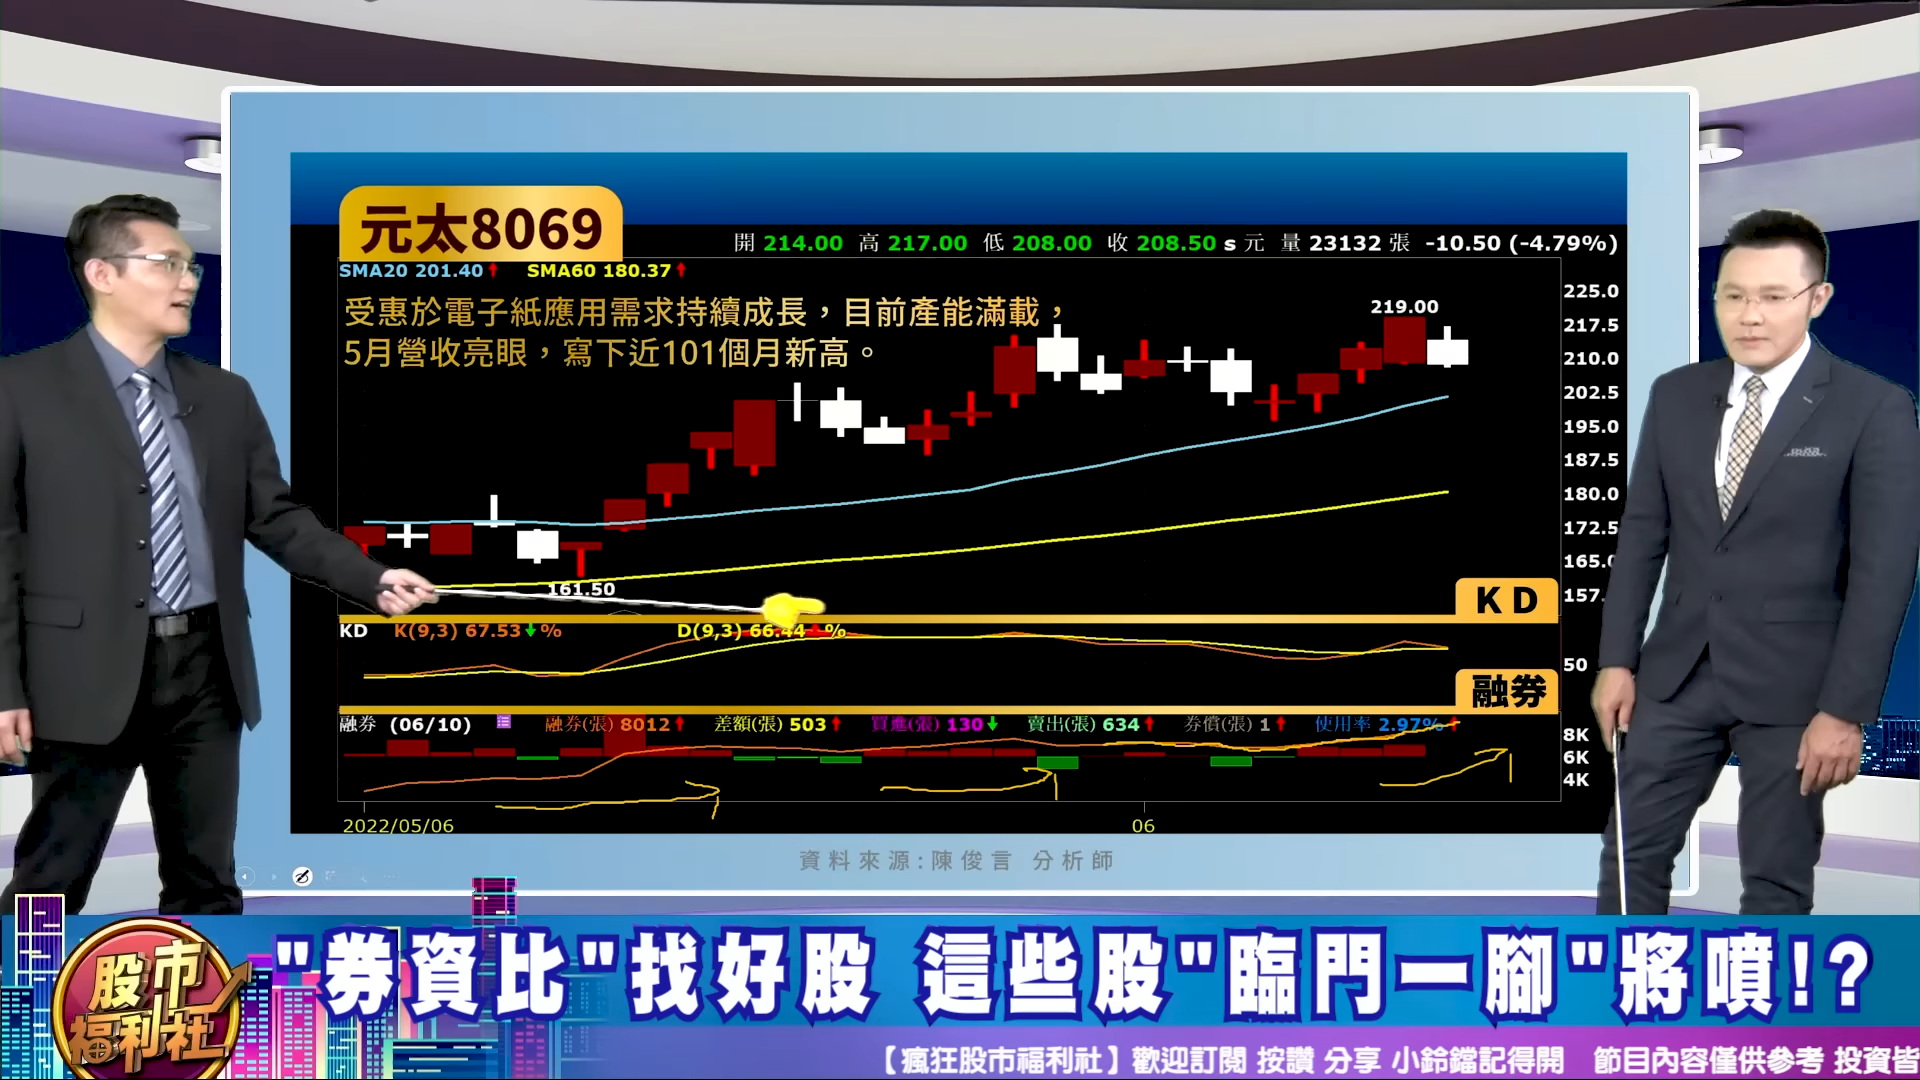 元太8069
開 214.00 高 217.00 低 208.00 收 208.50 s 元 量 23132 張 -10.50 (-4.79%)
SMA20 201.40 SMA60 180.37
受惠於電子紙應用需求持續成長，目前產能滿載，
5月營收亮眼，寫下近101個月新高。
219.00
161.50
225.0
217.5
210.0
202.5
195.0
187.5
180.0
172.5
165.0
157.
KD
KD K(9,3) 67.53 % D(9,3) 66.44 %
50
融券
融券 (06/10) 融券(張) 8012 差額(張) 503 買進(張) 130 賣出(張) 634 券償(張) 1 使用率 2.97%
8K
6K
4K
2022/05/06 06
資料來源:陳俊言 分析師
股市福利社
"券資比"找好股 這些股"臨門一腳"將噴!?
【瘋狂股市福利社】歡迎訂閱 按讚 分享 小鈴鐺記得開 節目內容僅供參考 投資皆